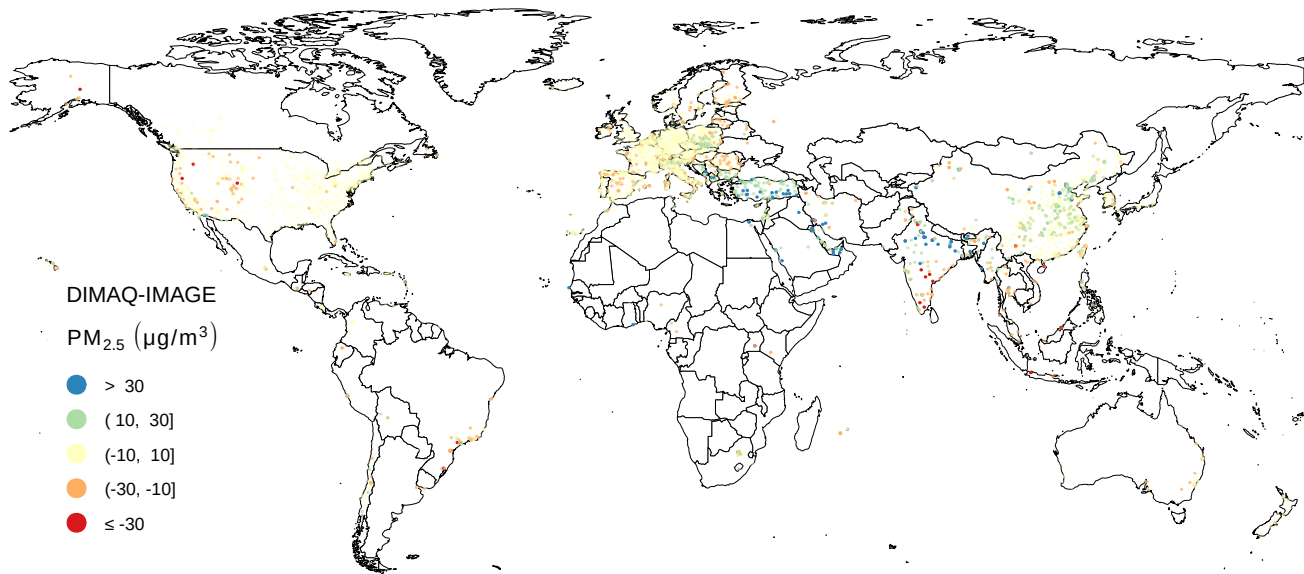 DIMAQ-IMAGE
PM2.5 (μg/m³)
> 30
( 10, 30]
(-10, 10]
(-30, -10]
≤ -30